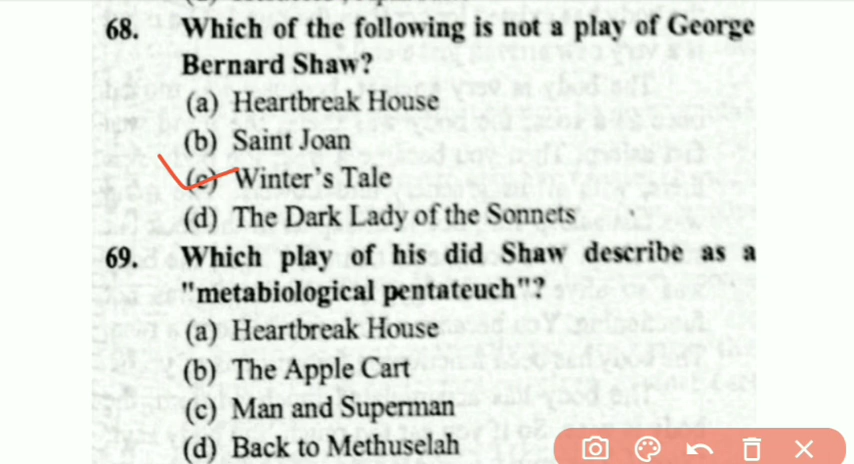 68. Which of the following is not a play of George
Bernard Shaw?
(a) Heartbreak House
(b) Saint Joan
(c) Winter's Tale
(d) The Dark Lady of the Sonnets
69. Which play of his did Shaw describe as a
"metabiological pentateuch"?
(a) Heartbreak House
(b) The Apple Cart
(c) Man and Superman
(d) Back to Methuselah